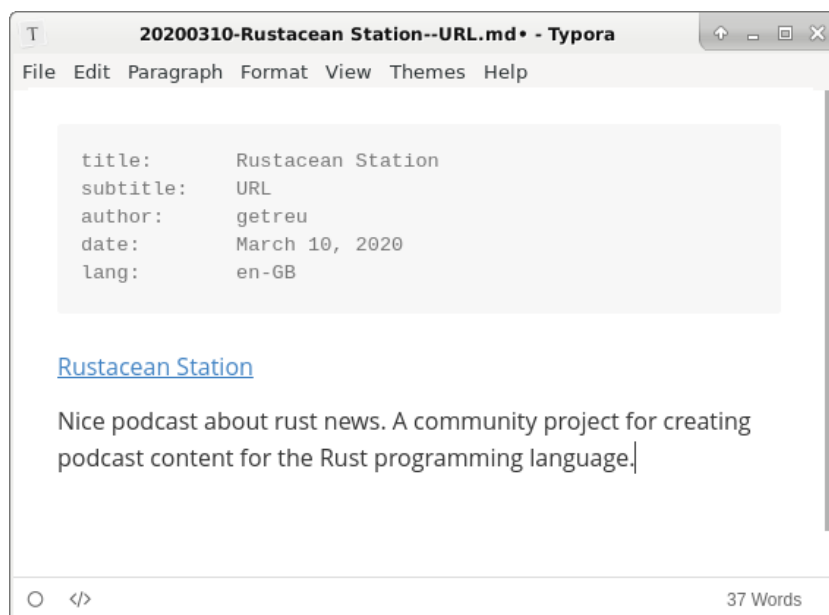 T 20200310-Rustacean Station--URL.md• - Typora
File Edit Paragraph Format View Themes Help
title: Rustacean Station
subtitle: URL
author: getreu
date: March 10, 2020
lang: en-GB
Rustacean Station
Nice podcast about rust news. A community project for creating
podcast content for the Rust programming language.
</> 37 Words